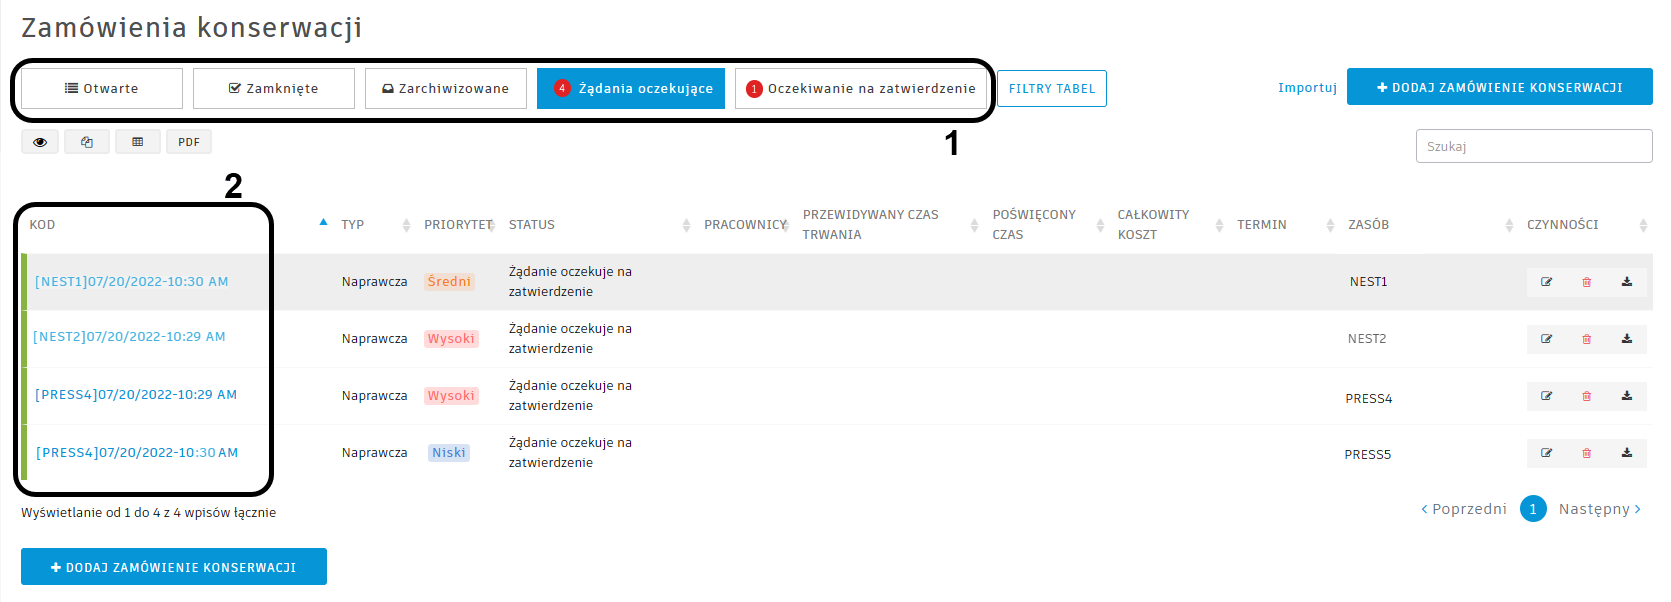 Zamówienia konserwacji
Otwarte
Zamknięte
Zarchiwizowane
4 Żądania oczekujące
1 Oczekiwanie na zatwierdzenie
FILTRY TABEL
Importuj
DODAJ ZAMÓWIENIE KONSERWACJI
1
PDF
Szukaj
2
KOD
TYP
PRIORYTET
STATUS
PRACOWNICY
PRZEWIDYWANY CZAS
TRWANIA
POŚWIĘCONY
CZAS
CAŁKOWITY
KOSZT
TERMIN
ZASÓB
CZYNNOŚCI
[NEST1]07/20/2022-10:30 AM
Naprawcza
Średni
Żądanie oczekuje na
zatwierdzenie
NEST1
[NEST2]07/20/2022-10:29 AM
Naprawcza
Wysoki
Żądanie oczekuje na
zatwierdzenie
NEST2
[PRESS4]07/20/2022-10:29 AM
Naprawcza
Wysoki
Żądanie oczekuje na
zatwierdzenie
PRESS4
[PRESS4]07/20/2022-10:30 AM
Naprawcza
Niski
Żądanie oczekuje na
zatwierdzenie
PRESS5
Wyświetlanie od 1 do 4 z 4 wpisów łącznie
Poprzedni
1
Następny
DODAJ ZAMÓWIENIE KONSERWACJI